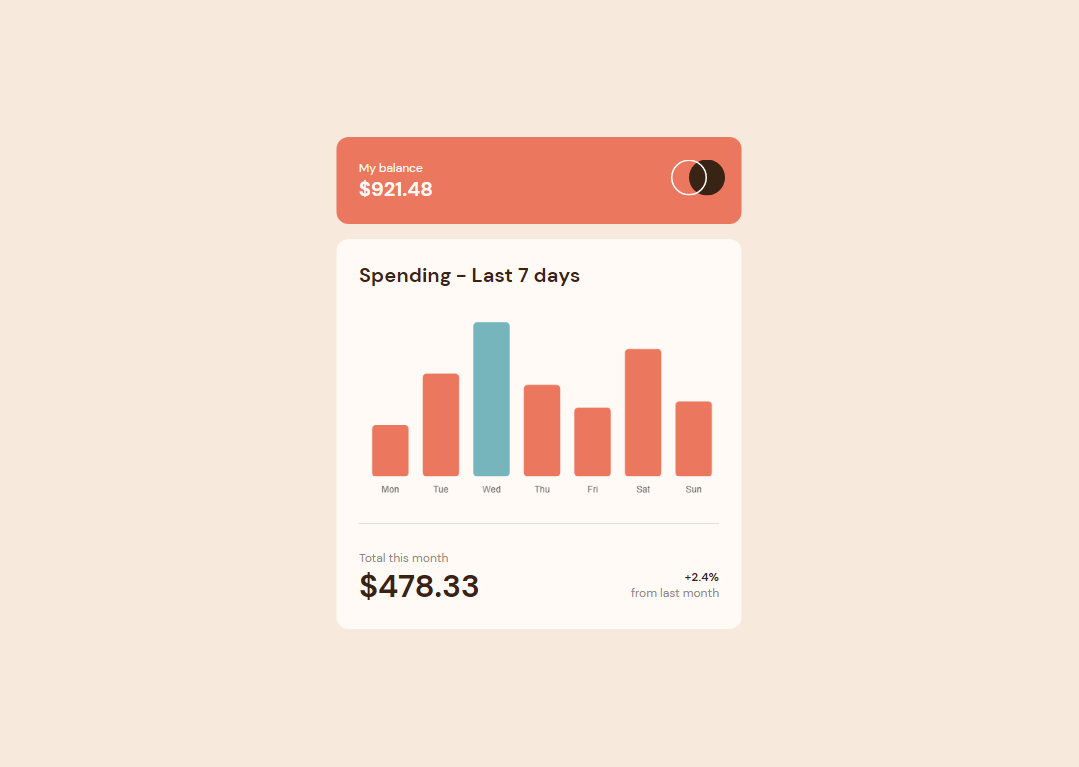 My balance
$921.48
Spending - Last 7 days
Mon Tue Wed Thu Fri Sat Sun
Total this month
$478.33
+2.4%
from last month